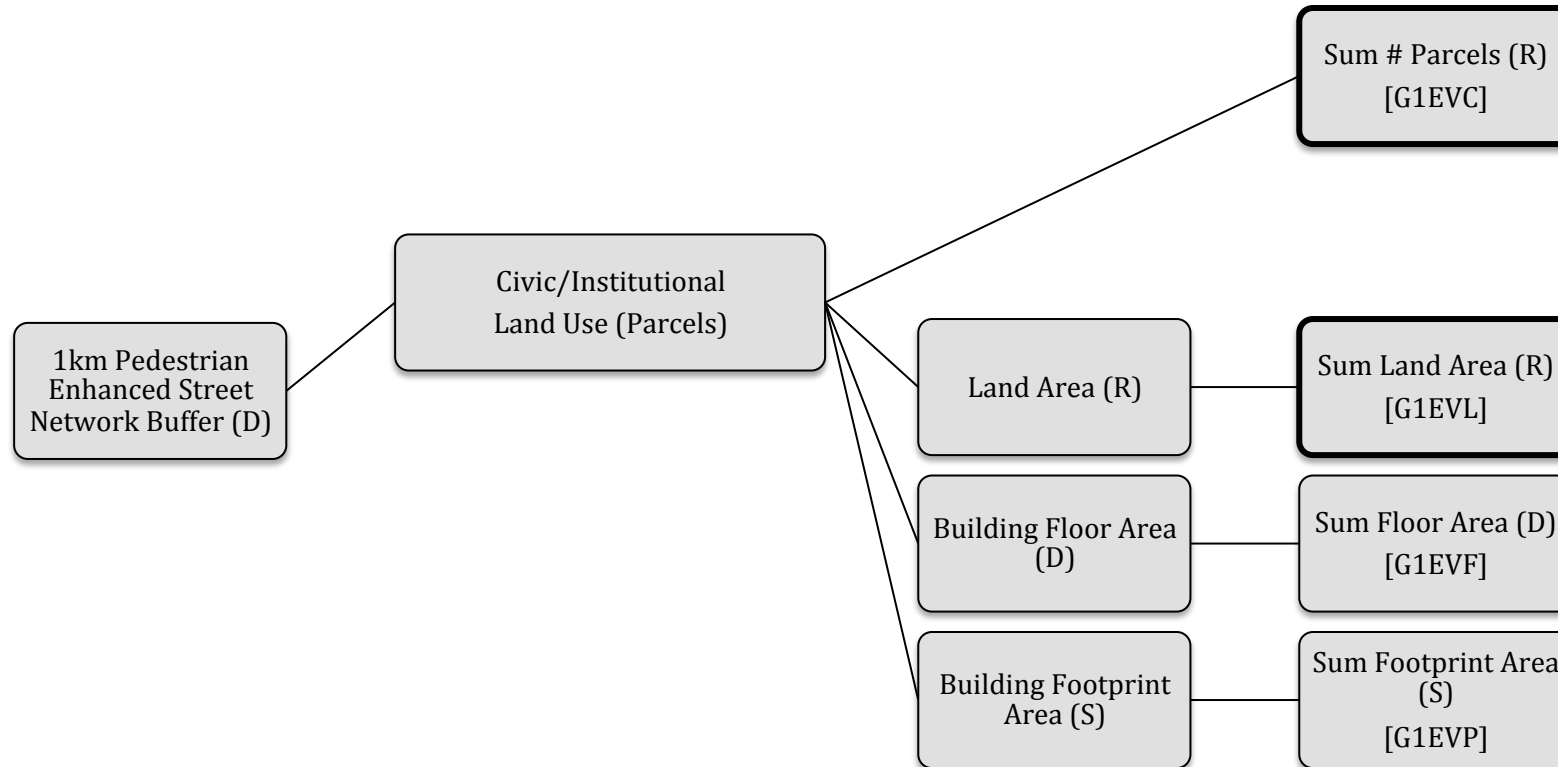 1km Pedestrian
Enhanced Street
Network Buffer (D)
Civic/Institutional
Land Use (Parcels)
Sum # Parcels (R)
[G1EVC]
Land Area (R)
Sum Land Area (R)
[G1EVL]
Building Floor Area
(D)
Sum Floor Area (D)
[G1EVF]
Building Footprint
Area (S)
Sum Footprint Area
(S)
[G1EVP]